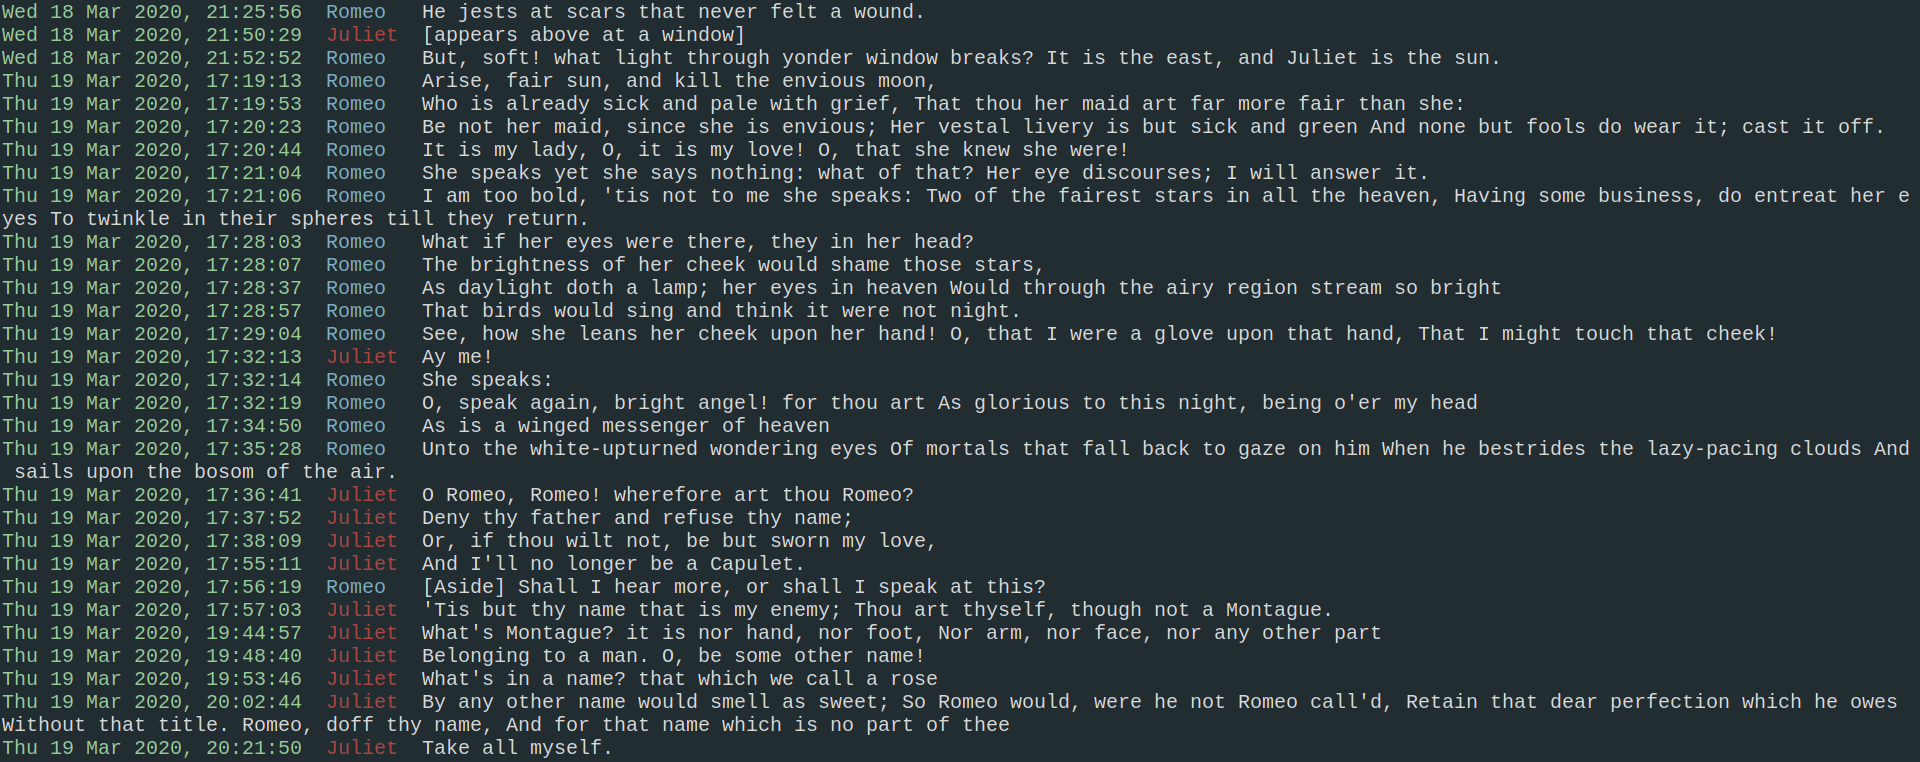 Wed 18 Mar 2020, 21:25:56  Romeo   He jests at scars that never felt a wound.
Wed 18 Mar 2020, 21:50:29  Juliet  [appears above at a window]
Wed 18 Mar 2020, 21:52:52  Romeo   But, soft! what light through yonder window breaks? It is the east, and Juliet is the sun.
Thu 19 Mar 2020, 17:19:13  Romeo   Arise, fair sun, and kill the envious moon,
Thu 19 Mar 2020, 17:19:53  Romeo   Who is already sick and pale with grief, That thou her maid art far more fair than she:
Thu 19 Mar 2020, 17:20:23  Romeo   Be not her maid, since she is envious; Her vestal livery is but sick and green And none but fools do wear it; cast it off.
Thu 19 Mar 2020, 17:20:44  Romeo   It is my lady, O, it is my love! O, that she knew she were!
Thu 19 Mar 2020, 17:21:04  Romeo   She speaks yet she says nothing: what of that? Her eye discourses; I will answer it.
Thu 19 Mar 2020, 17:21:06  Romeo   I am too bold, 'tis not to me she speaks: Two of the fairest stars in all the heaven, Having some business, do entreat her e
yes To twinkle in their spheres till they return.
Thu 19 Mar 2020, 17:28:03  Romeo   What if her eyes were there, they in her head?
Thu 19 Mar 2020, 17:28:07  Romeo   The brightness of her cheek would shame those stars,
Thu 19 Mar 2020, 17:28:37  Romeo   As daylight doth a lamp; her eyes in heaven Would through the airy region stream so bright
Thu 19 Mar 2020, 17:28:57  Romeo   That birds would sing and think it were not night.
Thu 19 Mar 2020, 17:29:04  Romeo   See, how she leans her cheek upon her hand! O, that I were a glove upon that hand, That I might touch that cheek!
Thu 19 Mar 2020, 17:32:13  Juliet  Ay me!
Thu 19 Mar 2020, 17:32:14  Romeo   She speaks:
Thu 19 Mar 2020, 17:32:19  Romeo   O, speak again, bright angel! for thou art As glorious to this night, being o'er my head
Thu 19 Mar 2020, 17:34:50  Romeo   As is a winged messenger of heaven
Thu 19 Mar 2020, 17:35:28  Romeo   Unto the white-upturned wondering eyes Of mortals that fall back to gaze on him When he bestrides the lazy-pacing clouds And
 sails upon the bosom of the air.
Thu 19 Mar 2020, 17:36:41  Juliet  O Romeo, Romeo! wherefore art thou Romeo?
Thu 19 Mar 2020, 17:37:52  Juliet  Deny thy father and refuse thy name;
Thu 19 Mar 2020, 17:38:09  Juliet  Or, if thou wilt not, be but sworn my love,
Thu 19 Mar 2020, 17:55:11  Juliet  And I'll no longer be a Capulet.
Thu 19 Mar 2020, 17:56:19  Romeo   [Aside] Shall I hear more, or shall I speak at this?
Thu 19 Mar 2020, 17:57:03  Juliet  'Tis but thy name that is my enemy; Thou art thyself, though not a Montague.
Thu 19 Mar 2020, 19:44:57  Juliet  What's Montague? it is nor hand, nor foot, Nor arm, nor face, nor any other part
Thu 19 Mar 2020, 19:48:40  Juliet  Belonging to a man. O, be some other name!
Thu 19 Mar 2020, 19:53:46  Juliet  What's in a name? that which we call a rose
Thu 19 Mar 2020, 20:02:44  Juliet  By any other name would smell as sweet; So Romeo would, were he not Romeo call'd, Retain that dear perfection which he owes
Without that title. Romeo, doff thy name, And for that name which is no part of thee
Thu 19 Mar 2020, 20:21:50  Juliet  Take all myself.